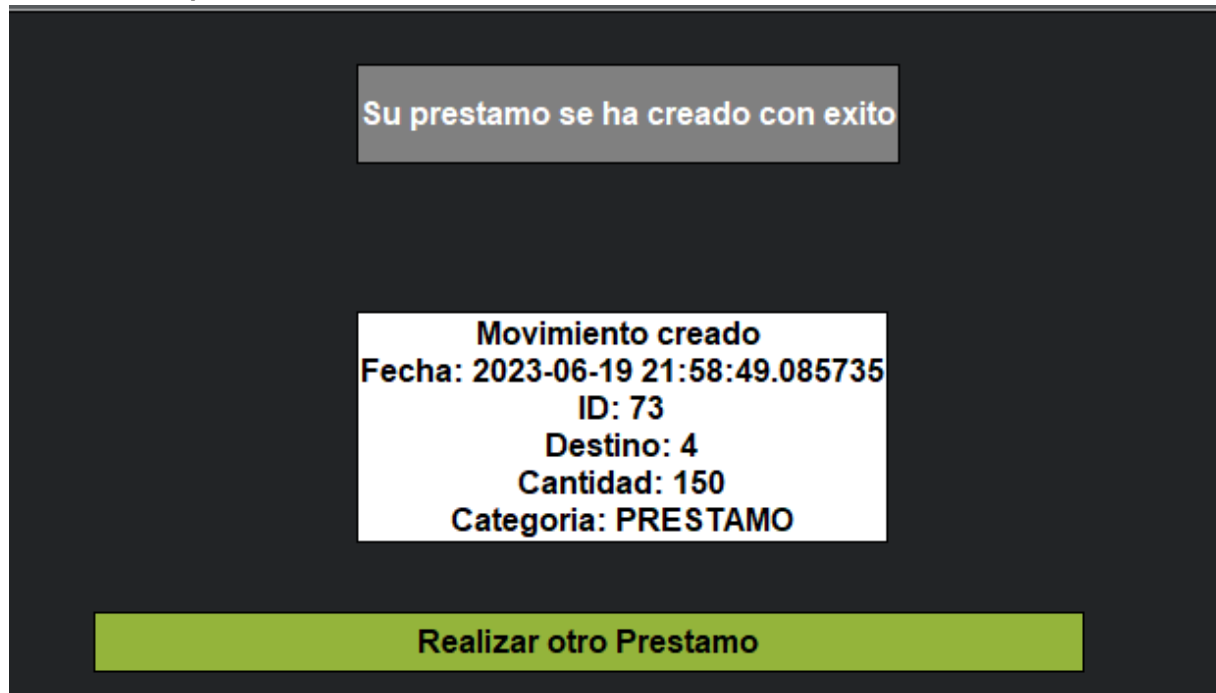 Su prestamo se ha creado con exito
Movimiento creado
Fecha: 2023-06-19 21:58:49.085735
ID: 73
Destino: 4
Cantidad: 150
Categoria: PRESTAMO
Realizar otro Prestamo